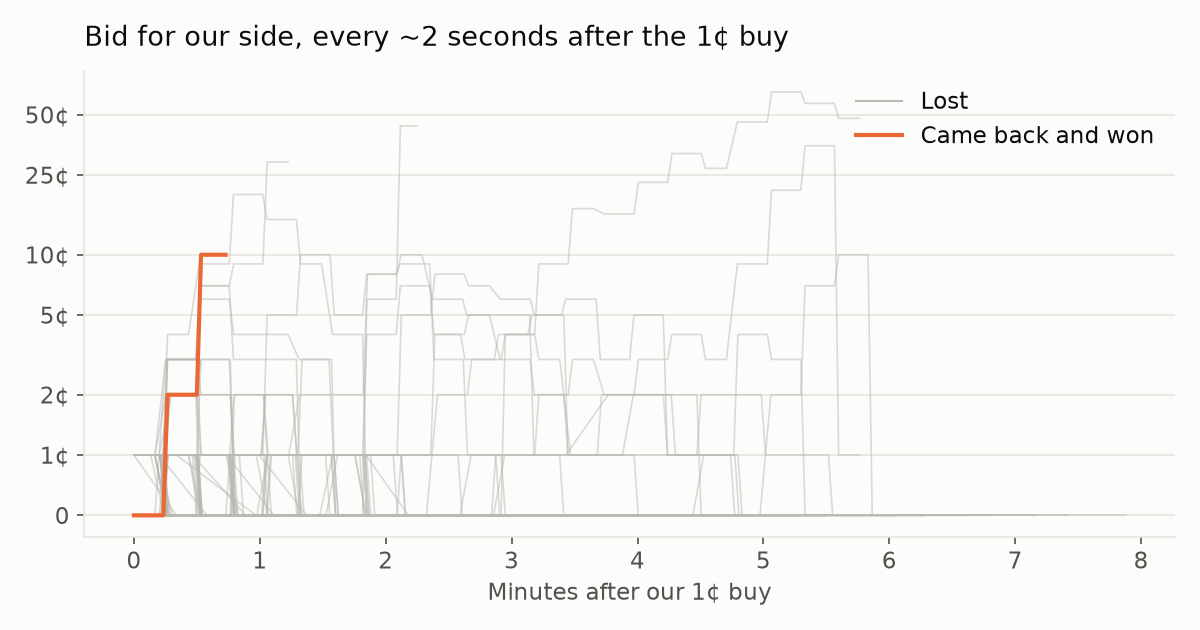 Bid for our side, every ~2 seconds after the 1¢ buy
Lost
Came back and won
50¢
25¢
10¢
5¢
2¢
1¢
0
0 1 2 3 4 5 6 7 8
Minutes after our 1¢ buy